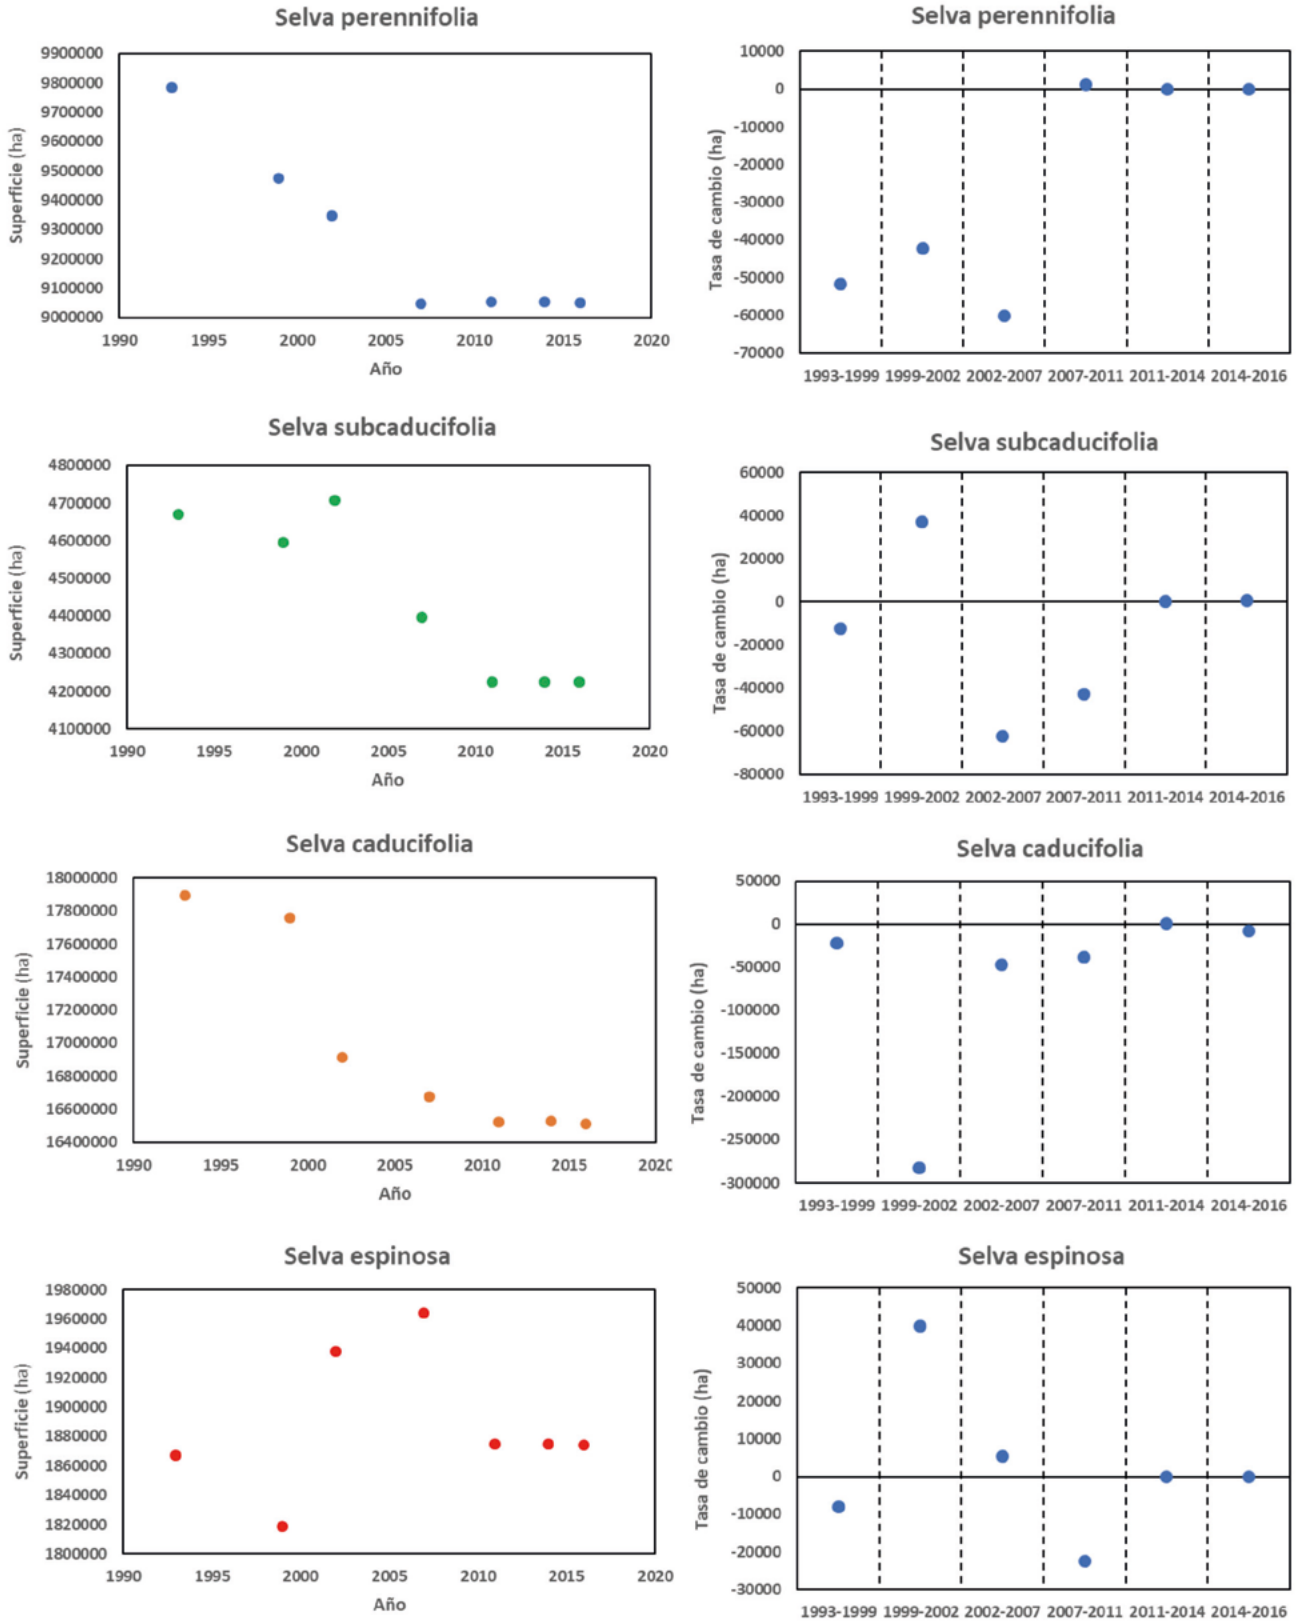 Selva perennifolia
9900000
9800000
9700000
9600000
9500000
9400000
9300000
9200000
9100000
9000000
Superficie (ha)
1990 1995 2000 2005 2010 2015 2020
Año
Selva perennifolia
10000
0
-10000
-20000
-30000
-40000
-50000
-60000
-70000
Tasa de cambio (ha)
1993-1999 1999-2002 2002-2007 2007-2011 2011-2014 2014-2016
Selva subcaducifolia
4800000
4700000
4600000
4500000
4400000
4300000
4200000
4100000
Superficie (ha)
1990 1995 2000 2005 2010 2015 2020
Año
Selva subcaducifolia
60000
40000
20000
0
-20000
-40000
-60000
-80000
Tasa de cambio (ha)
1993-1999 1999-2002 2002-2007 2007-2011 2011-2014 2014-2016
Selva caducifolia
18000000
17800000
17600000
17400000
17200000
17000000
16800000
16600000
16400000
Superficie (ha)
1990 1995 2000 2005 2010 2015 2020
Año
Selva caducifolia
50000
0
-50000
-100000
-150000
-200000
-250000
-300000
Tasa de cambio (ha)
1993-1999 1999-2002 2002-2007 2007-2011 2011-2014 2014-2016
Selva espinosa
1980000
1960000
1940000
1920000
1900000
1880000
1860000
1840000
1820000
1800000
Superficie (ha)
1990 1995 2000 2005 2010 2015 2020
Año
Selva espinosa
50000
40000
30000
20000
10000
0
-10000
-20000
-30000
Tasa de cambio (ha)
1993-1999 1999-2002 2002-2007 2007-2011 2011-2014 2014-2016